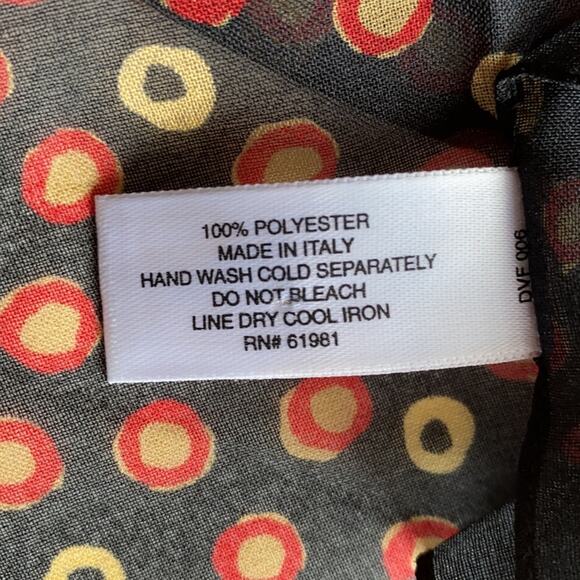 100% POLYESTER
MADE IN ITALY
HAND WASH COLD SEPARATELY
DO NOT BLEACH
LINE DRY COOL IRON
RN# 61981
DVF 006